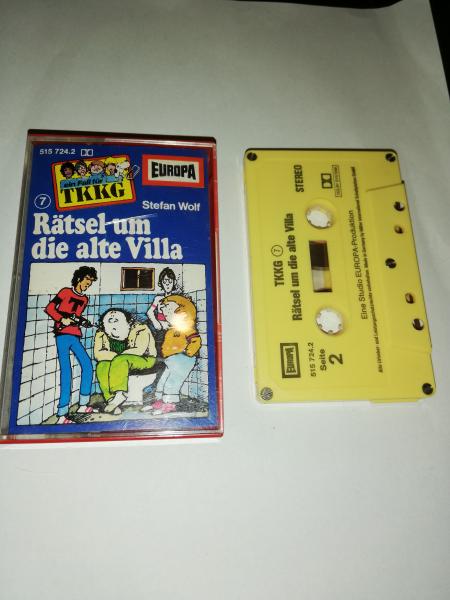 515 724.2
ein Fall für
TKKG
EUROPA
7
Stefan Wolf
Rätsel um
die alte Villa
T
STEREO
TKKG 7
Rätsel um die alte Villa
EUROPA
515 724.2
Seite
2
Eine Studio EUROPA-Produktion